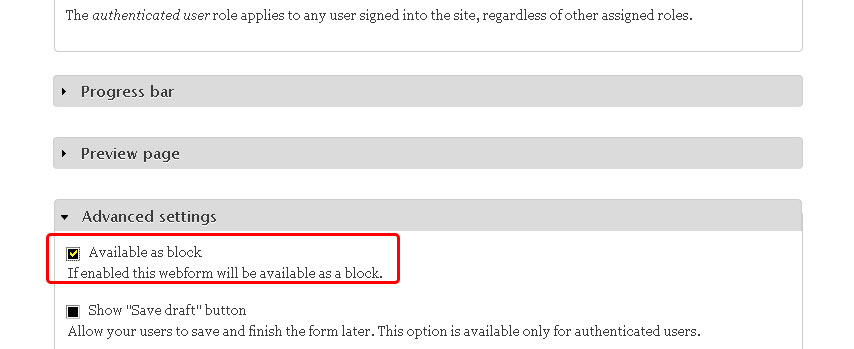 The authenticated user role applies to any user signed into the site, regardless of other assigned roles.
Progress bar
Preview page
Advanced settings
Available as block
If enabled this webform will be available as a block.
Show "Save draft" button
Allow your users to save and finish the form later. This option is available only for authenticated users.